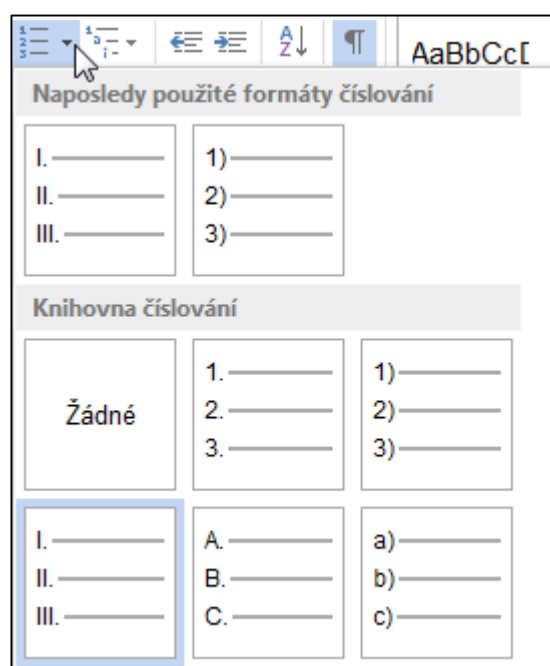 AaBbCc[
Naposledy použité formáty číslování
I. 1)
II. 2)
III. 3)
Knihovna číslování
Žádné
1. 1)
2. 2)
3. 3)
I. A. a)
II. B. b)
III. C. c)